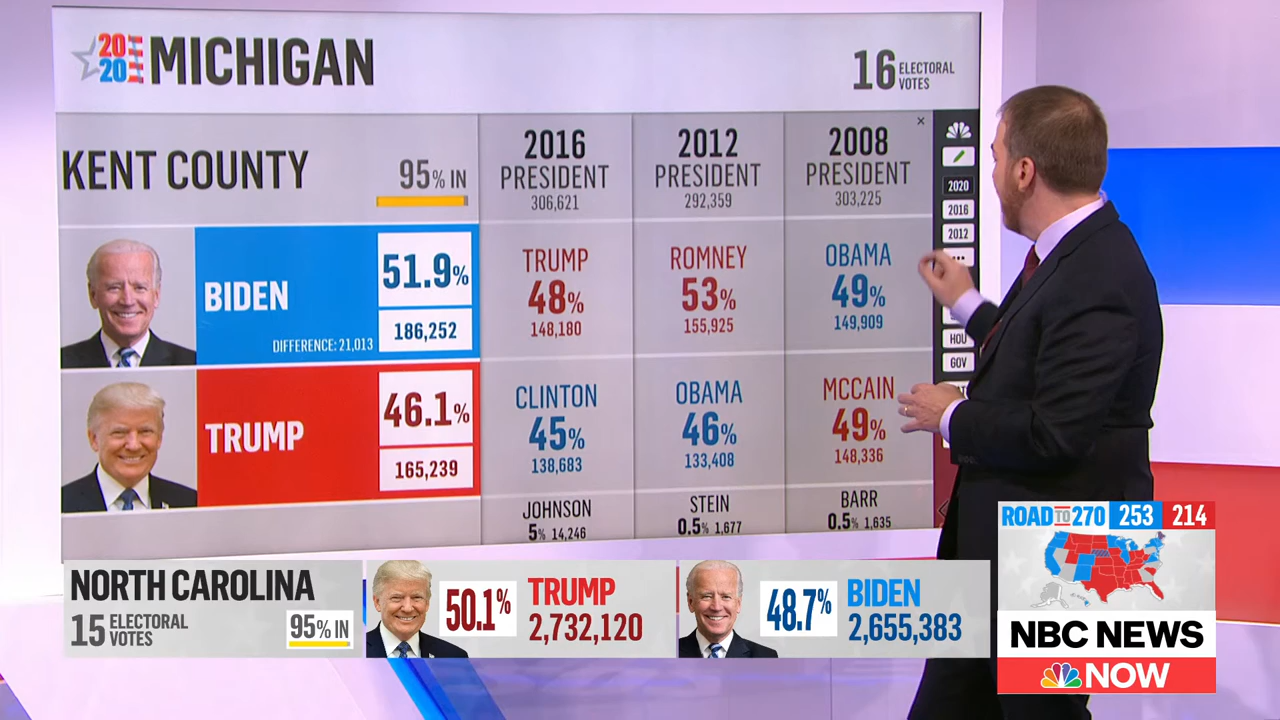 20
20
MICHIGAN
16 ELECTORAL VOTES
KENT COUNTY
95% IN
BIDEN
51.9%
186,252
DIFFERENCE: 21,013
TRUMP
46.1%
165,239
2016
PRESIDENT
306,621
TRUMP
48%
148,180
CLINTON
45%
138,683
JOHNSON
5% 14,246
2012
PRESIDENT
292,359
ROMNEY
53%
155,925
OBAMA
46%
133,408
STEIN
0.5% 1,677
2008
PRESIDENT
303,225
OBAMA
49%
149,909
MCCAIN
49%
148,336
BARR
0.5% 1,635
×
2020
2016
2012
...
HOU
GOV
NORTH CAROLINA
15 ELECTORAL VOTES
95% IN
50.1%
TRUMP
2,732,120
48.7%
BIDEN
2,655,383
ROAD TO 270
253
214
NBC NEWS
NOW